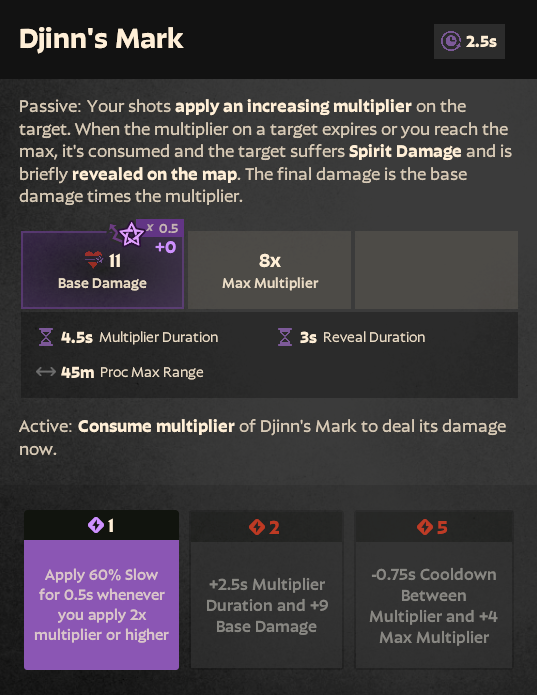 Djinn's Mark
2.5s
Passive: Your shots apply an increasing multiplier on the
target. When the multiplier on a target expires or you reach the
max, it's consumed and the target suffers Spirit Damage and is
briefly revealed on the map. The final damage is the base
damage times the multiplier.
x 0.5
+0
11
Base Damage
8x
Max Multiplier
4.5s Multiplier Duration
3s Reveal Duration
45m Proc Max Range
Active: Consume multiplier of Djinn's Mark to deal its damage
now.
1
Apply 60% Slow
for 0.5s whenever
you apply 2x
multiplier or higher
2
+2.5s Multiplier
Duration and +9
Base Damage
5
-0.75s Cooldown
Between
Multiplier and +4
Max Multiplier